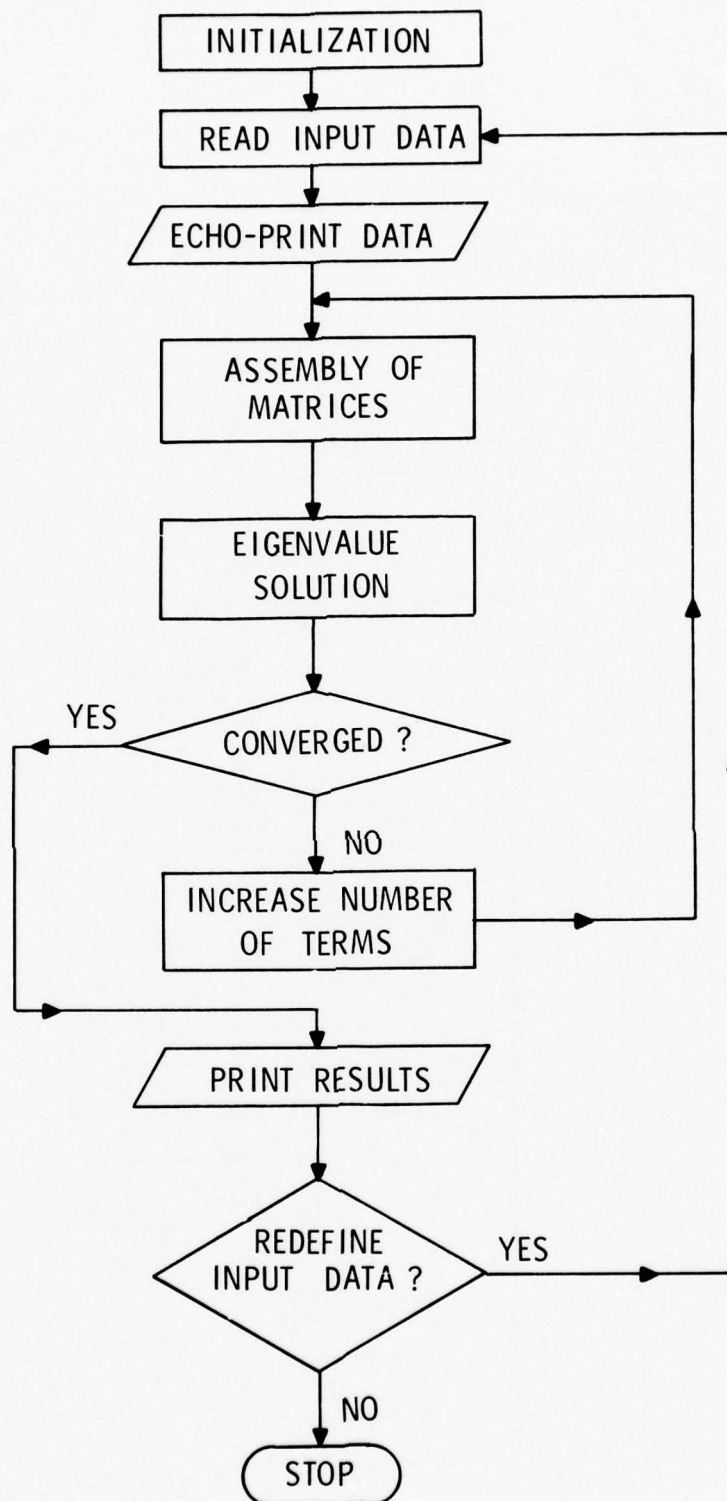 INITIALIZATION
READ INPUT DATA
ECHO-PRINT DATA
ASSEMBLY OF
MATRICES
EIGENVALUE
SOLUTION
YES
CONVERGED ?
NO
INCREASE NUMBER
OF TERMS
PRINT RESULTS
REDEFINE
INPUT DATA ?
YES
NO
STOP